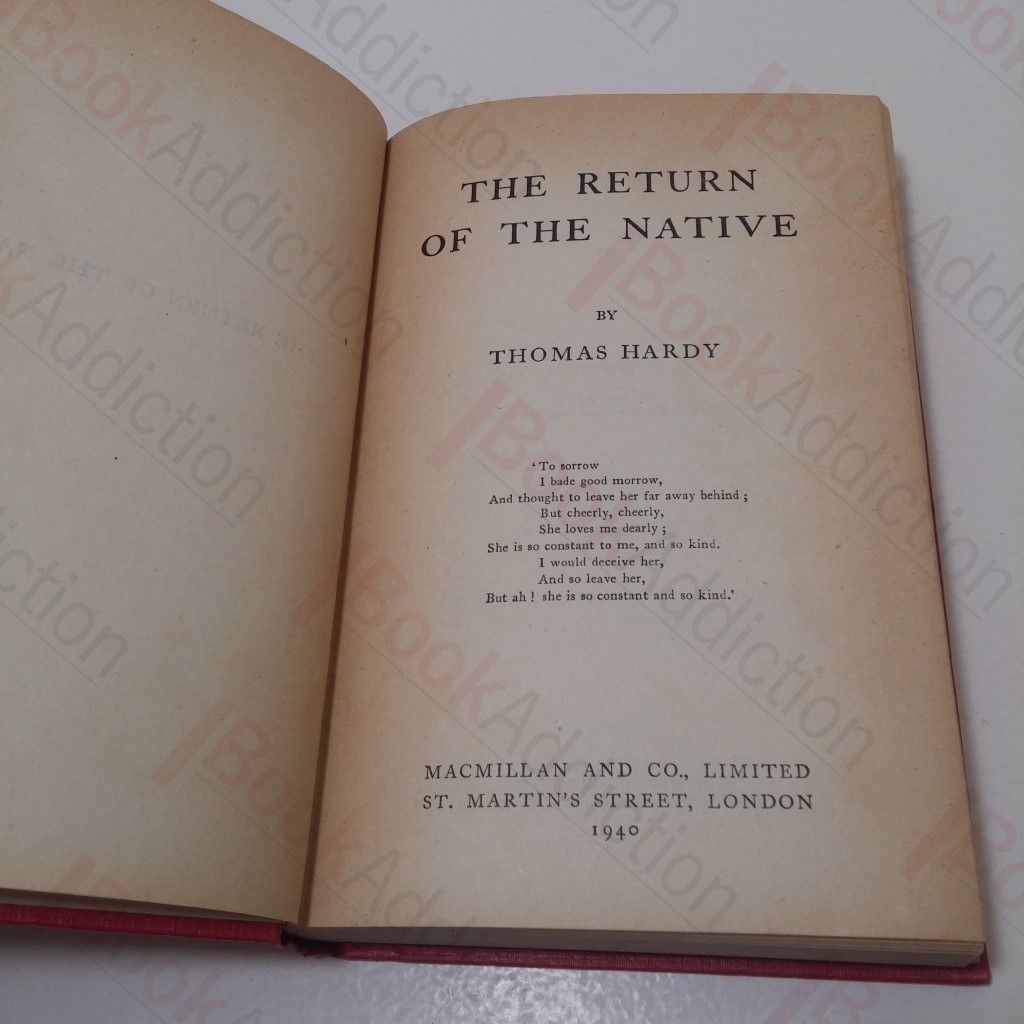 THE RETURN
OF THE NATIVE
BY
THOMAS HARDY
‘To sorrow
I bade good morrow,
And thought to leave her far away behind ;
But cheerly, cheerly,
She loves me dearly ;
She is so constant to me, and so kind.
I would deceive her,
And so leave her,
But ah ! she is so constant and so kind.’
MACMILLAN AND CO., LIMITED
ST. MARTIN'S STREET, LONDON
1940
BookAddiction